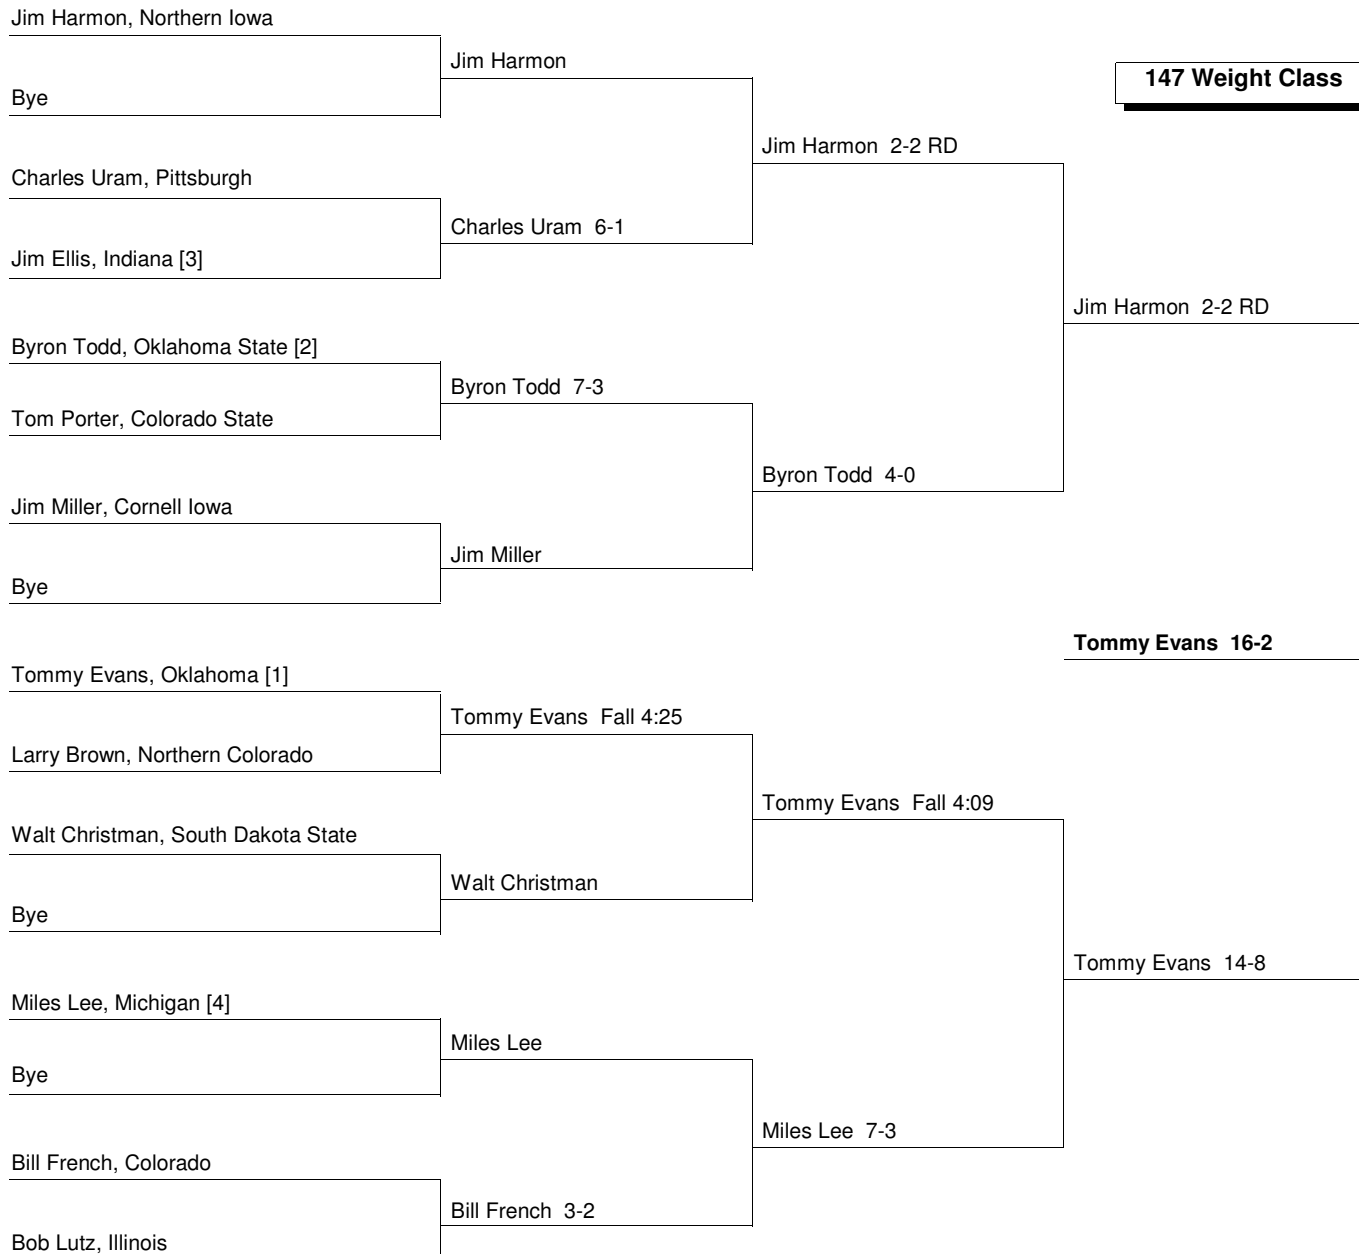 Jim Harmon, Northern Iowa
Jim Harmon
147 Weight Class
Bye
Jim Harmon 2-2 RD
Charles Uram, Pittsburgh
Charles Uram 6-1
Jim Ellis, Indiana [3]
Jim Harmon 2-2 RD
Byron Todd, Oklahoma State [2]
Byron Todd 7-3
Tom Porter, Colorado State
Byron Todd 4-0
Jim Miller, Cornell Iowa
Jim Miller
Bye
Tommy Evans 16-2
Tommy Evans, Oklahoma [1]
Tommy Evans Fall 4:25
Larry Brown, Northern Colorado
Tommy Evans Fall 4:09
Walt Christman, South Dakota State
Walt Christman
Bye
Tommy Evans 14-8
Miles Lee, Michigan [4]
Miles Lee
Bye
Miles Lee 7-3
Bill French, Colorado
Bill French 3-2
Bob Lutz, Illinois